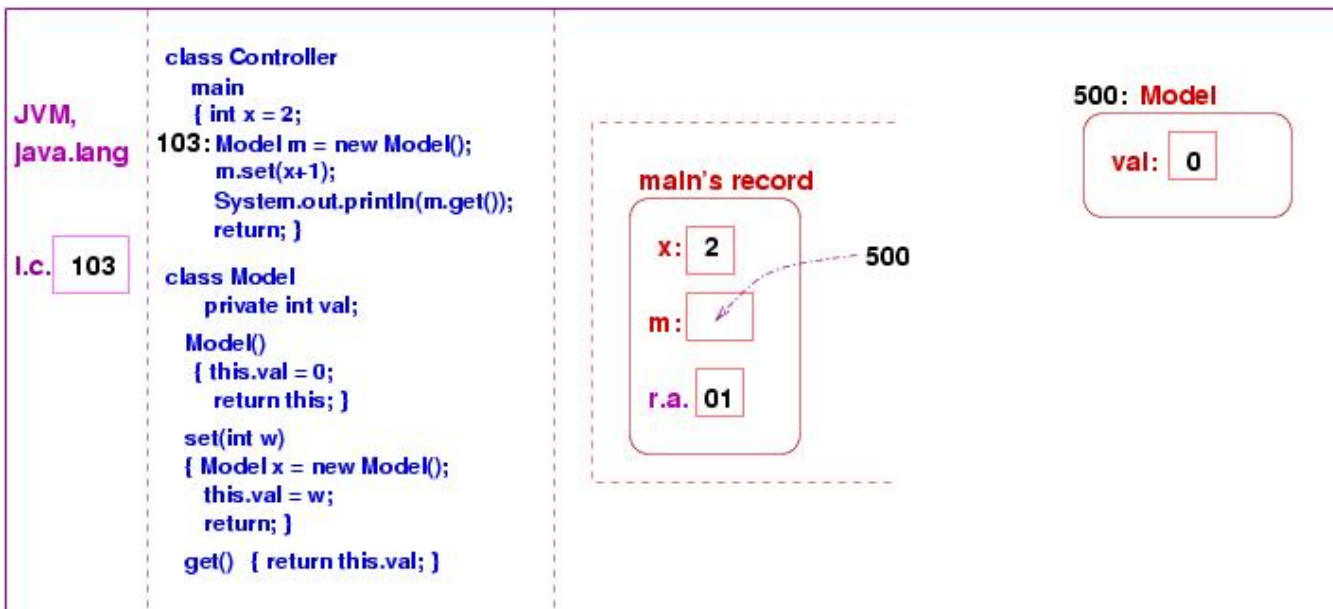 JVM,
java.lang
I.c. 103
class Controller
main
{ int x = 2;
103: Model m = new Model();
m.set(x+1);
System.out.println(m.get());
return; }
class Model
private int val;
Model()
{ this.val = 0;
return this; }
set(int w)
{ Model x = new Model();
this.val = w;
return; }
get() { return this.val; }
main's record
x: 2
500
m:
r.a. 01
500: Model
val: 0